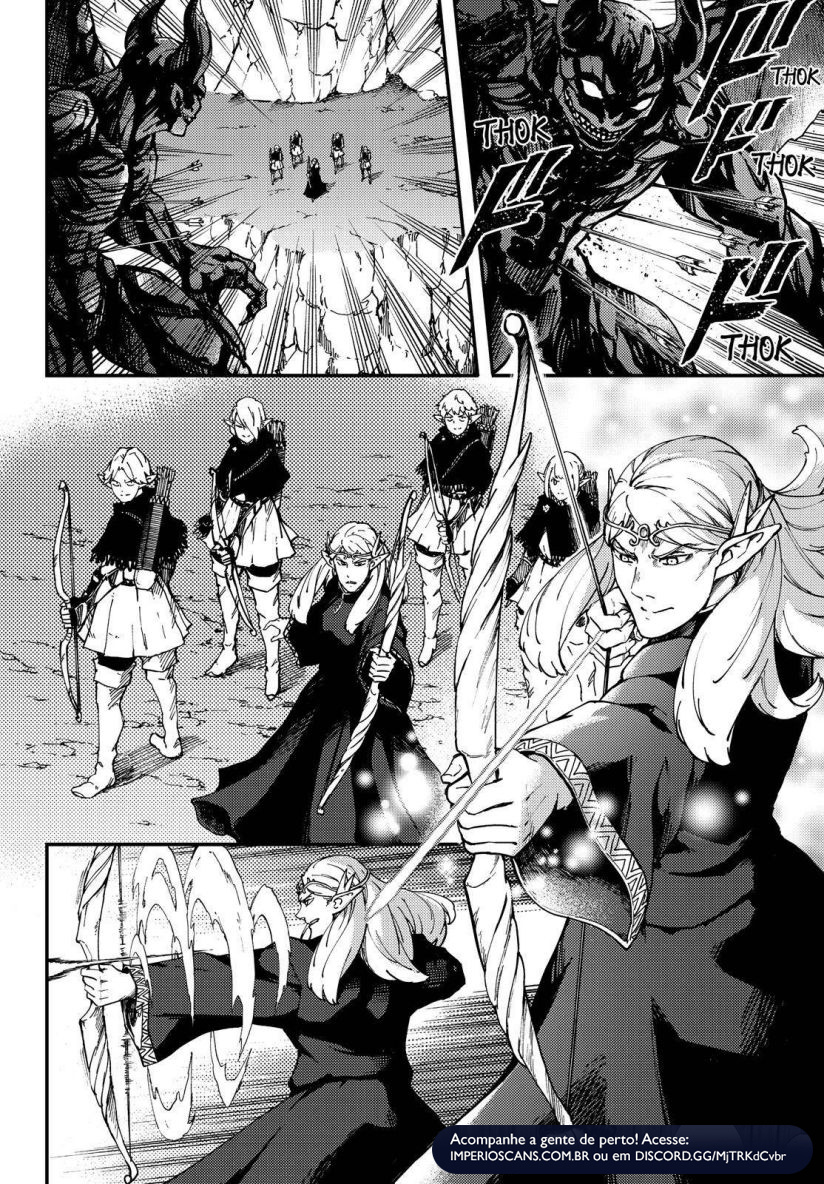 ド THOK
ド THOK
THOK
ド
ド
THOK
Acompanhe a gente de perto! Acesse:
IMPERIOSCANS.COM.BR ou em DISCORD.GG/MjTRKdCvbr